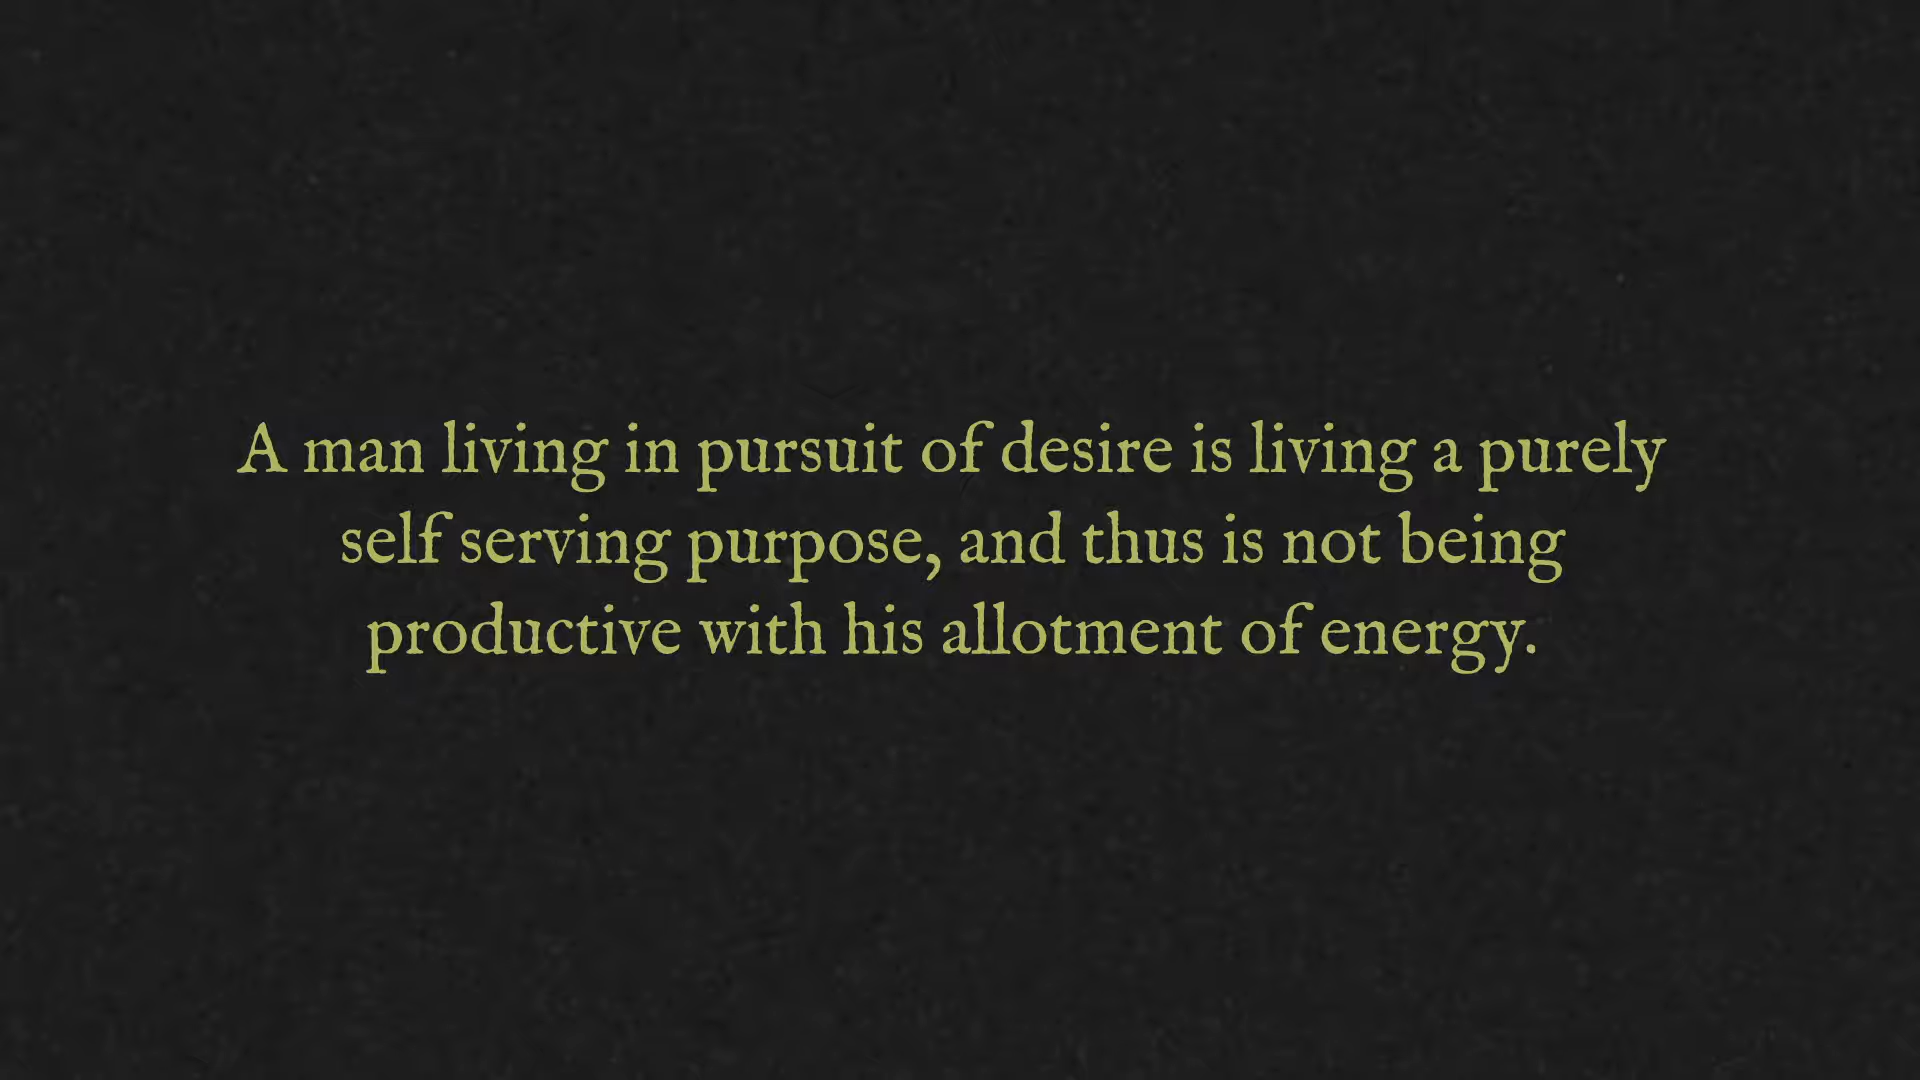 A man living in pursuit of desire is living a purely
self serving purpose, and thus is not being
productive with his allotment of energy.